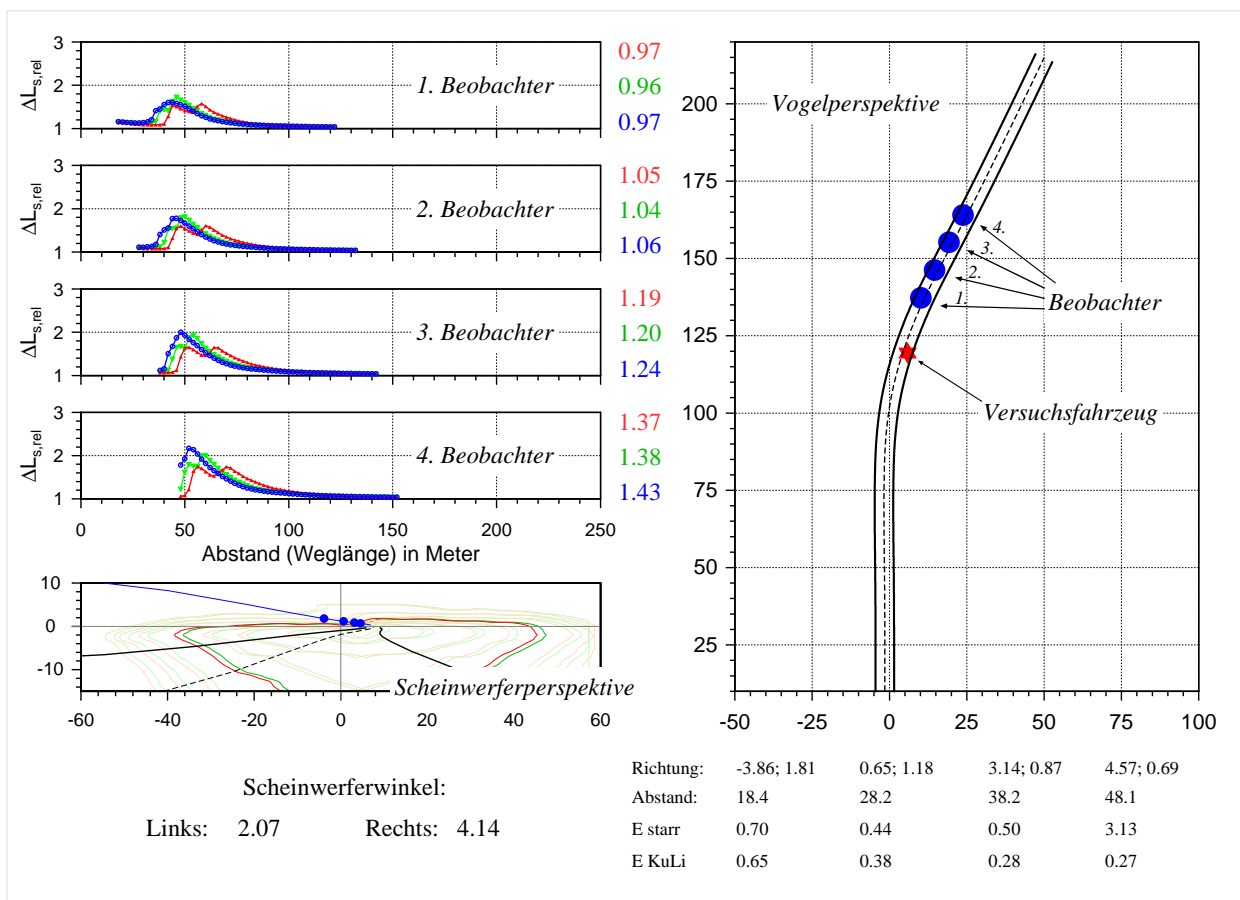 3
2
1
ΔLs,rel
1. Beobachter
0.97
0.96
0.97
3
2
1
ΔLs,rel
2. Beobachter
1.05
1.04
1.06
3
2
1
ΔLs,rel
3. Beobachter
1.19
1.20
1.24
3
2
1
ΔLs,rel
4. Beobachter
1.37
1.38
1.43
0 50 100 150 200 250
Abstand (Weglänge) in Meter
10
0
-10
Scheinwerferperspektive
-60 -40 -20 0 20 40 60
Scheinwerferwinkel:
Links: 2.07 Rechts: 4.14
Vogelperspektive
200
175
150
125
100
75
50
25
4.
3.
2.
1.
Beobachter
Versuchsfahrzeug
-50 -25 0 25 50 75 100
Richtung: -3.86; 1.81 0.65; 1.18 3.14; 0.87 4.57; 0.69
Abstand: 18.4 28.2 38.2 48.1
E starr 0.70 0.44 0.50 3.13
E KuLi 0.65 0.38 0.28 0.27